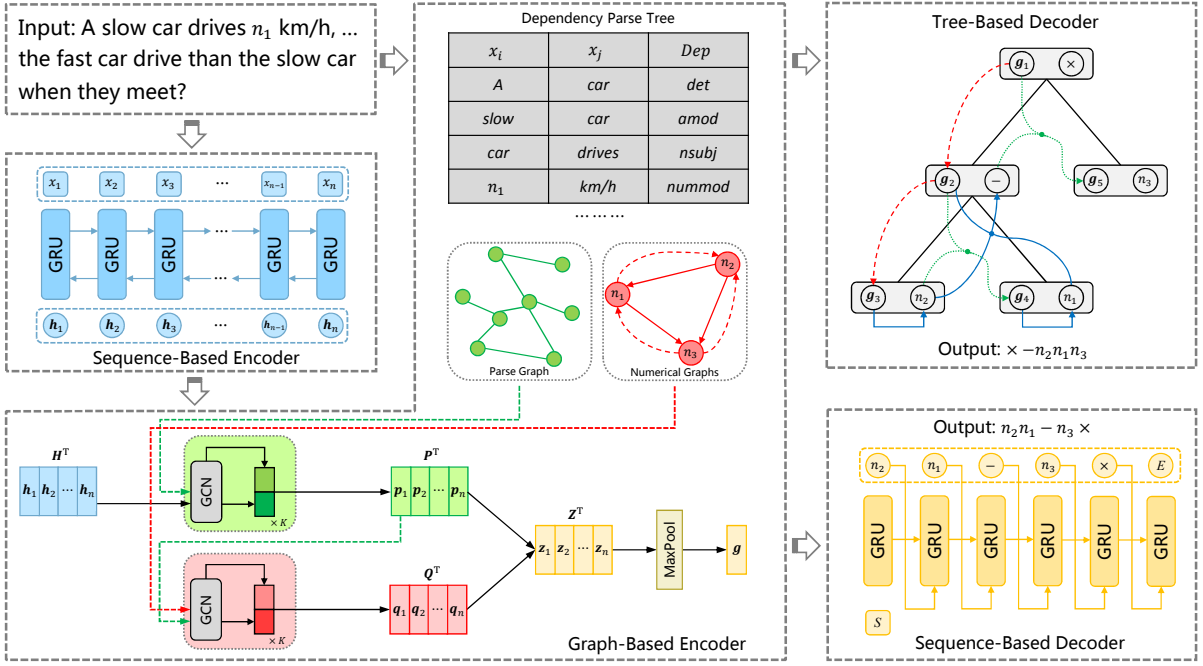 Input: A slow car drives n₁ km/h, …
the fast car drive than the slow car
when they meet?
x₁ x₂ x₃ ··· xₙ₋₁ xₙ
GRU GRU GRU ··· GRU GRU
···
h₁ h₂ h₃ ··· hₙ₋₁ hₙ
Sequence-Based Encoder
Dependency Parse Tree
xᵢ xⱼ Dep
A car det
slow car amod
car drives nsubj
n₁ km/h nummod
… … …
Parse Graph
n₁ n₂ n₃
Numerical Graphs
Hᵀ
h₁ h₂ ··· hₙ
GCN
× K
Pᵀ
p₁ p₂ ··· pₙ
GCN
× K
Qᵀ
q₁ q₂ ··· qₙ
Zᵀ
z₁ z₂ ··· zₙ
MaxPool
g
Graph-Based Encoder
Tree-Based Decoder
g₁ ×
g₂ −
g₅ n₃
g₃ n₂
g₄ n₁
Output: × −n₂n₁n₃
Output: n₂n₁ − n₃ ×
n₂ n₁ − n₃ × E
GRU GRU GRU GRU GRU GRU
S
Sequence-Based Decoder